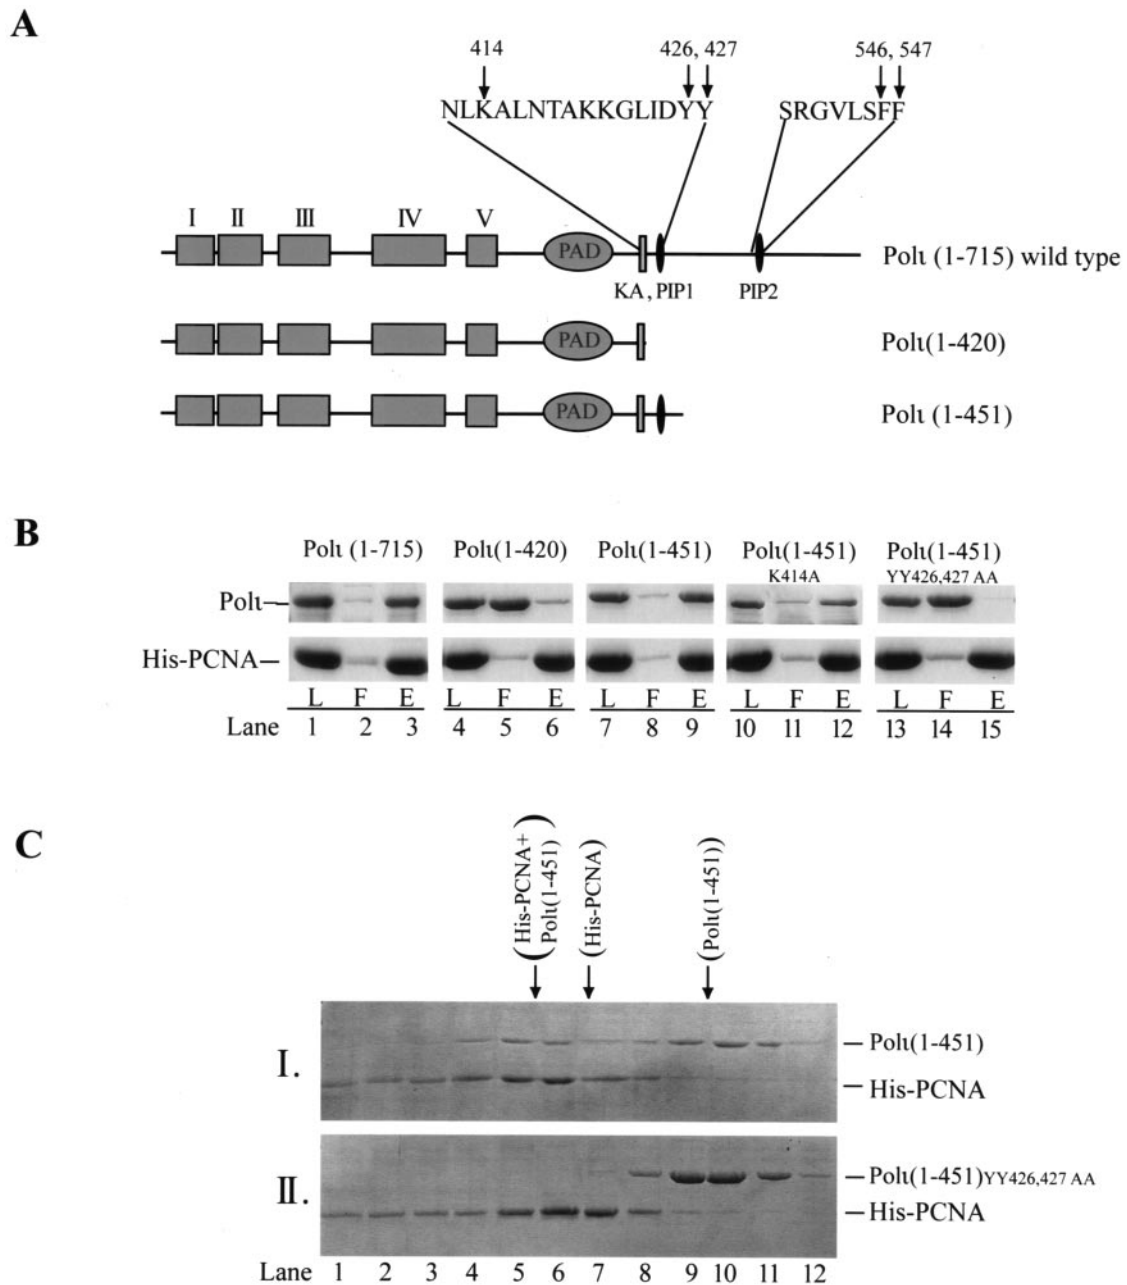 A
414 426, 427 546, 547
NLKALNTAKKGLIDYY SRGVLSFF
I II III IV V
PAD
Polι (1-715) wild type
KA, PIP1 PIP2
PAD
Polι(1-420)
PAD
Polι (1-451)
B
Polι (1-715) Polι(1-420) Polι(1-451) Polι(1-451) Polι(1-451)
K414A YY426,427 AA
Polι
His-PCNA
L F E L F E L F E L F E L F E
Lane 1 2 3 4 5 6 7 8 9 10 11 12 13 14 15
C
(His-PCNA+
Polι(1-451))
(His-PCNA)
(Polι(1-451))
I.
Polι(1-451)
His-PCNA
II.
Polι(1-451)YY426,427 AA
His-PCNA
Lane 1 2 3 4 5 6 7 8 9 10 11 12